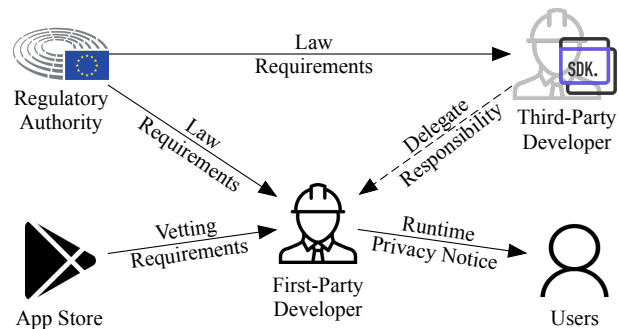 Law
Requirements
SDK.
Regulatory
Authority
Third-Party
Developer
Law
Requirements
Delegate
Responsibility
Vetting
Requirements
Runtime
Privacy Notice
First-Party
Developer
App Store
Users